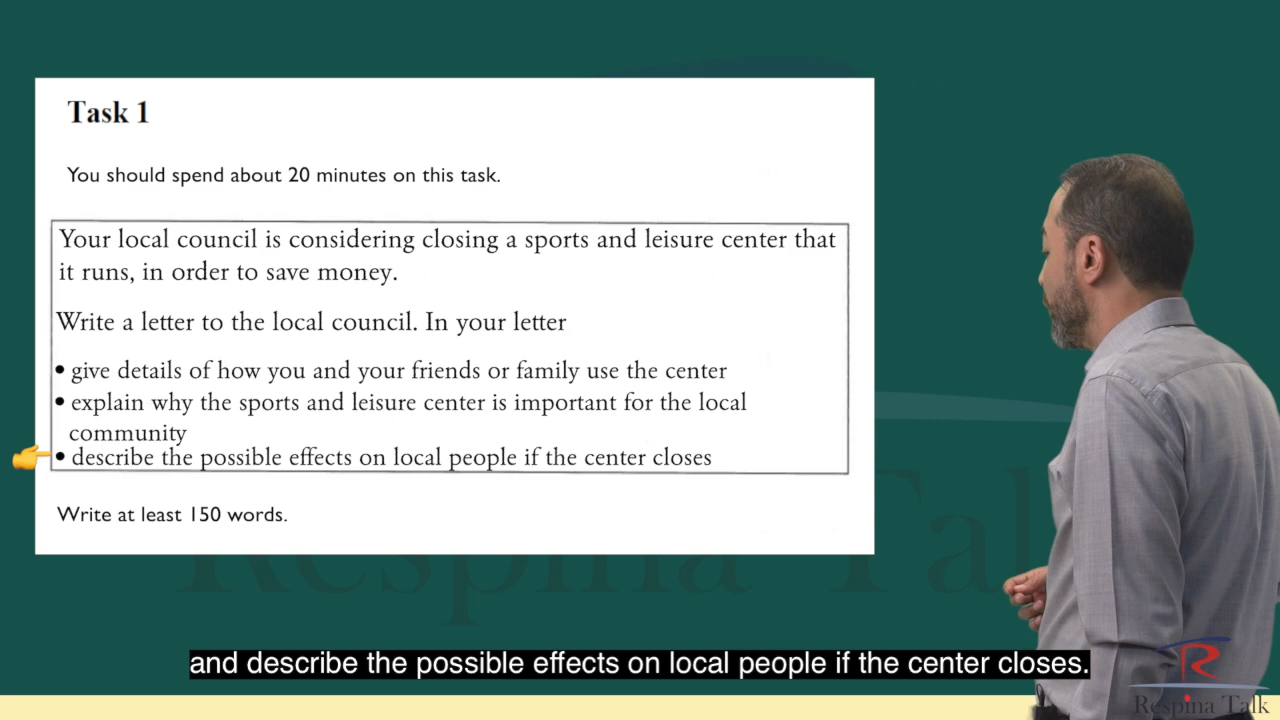 Task 1
You should spend about 20 minutes on this task.
Your local council is considering closing a sports and leisure center that
it runs, in order to save money.
Write a letter to the local council. In your letter
• give details of how you and your friends or family use the center
• explain why the sports and leisure center is important for the local
community
• describe the possible effects on local people if the center closes
Write at least 150 words.
Respina Talk
and describe the possible effects on local people if the center closes.
R
Respina Talk